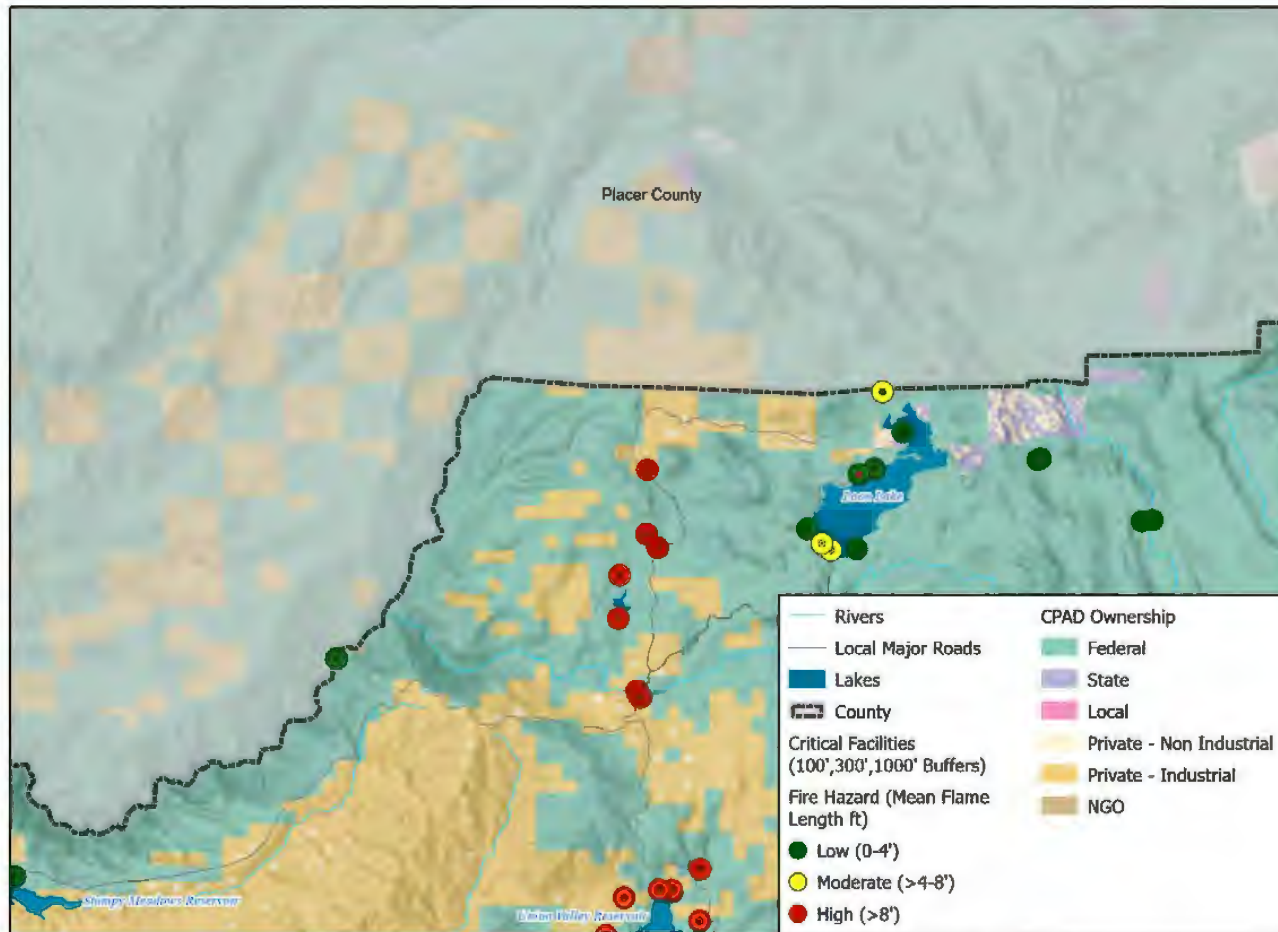 Placer County
Loon Lake
Rivers
Local Major Roads
Lakes
County
Critical Facilities
(100',300',1000' Buffers)
Fire Hazard (Mean Flame
Length ft)
Low (0-4')
Moderate (>4-8')
High (>8')
CPAD Ownership
Federal
State
Local
Private - Non Industrial
Private - Industrial
NGO
Stumpy Meadows Reservoir
Union Valley Reservoir